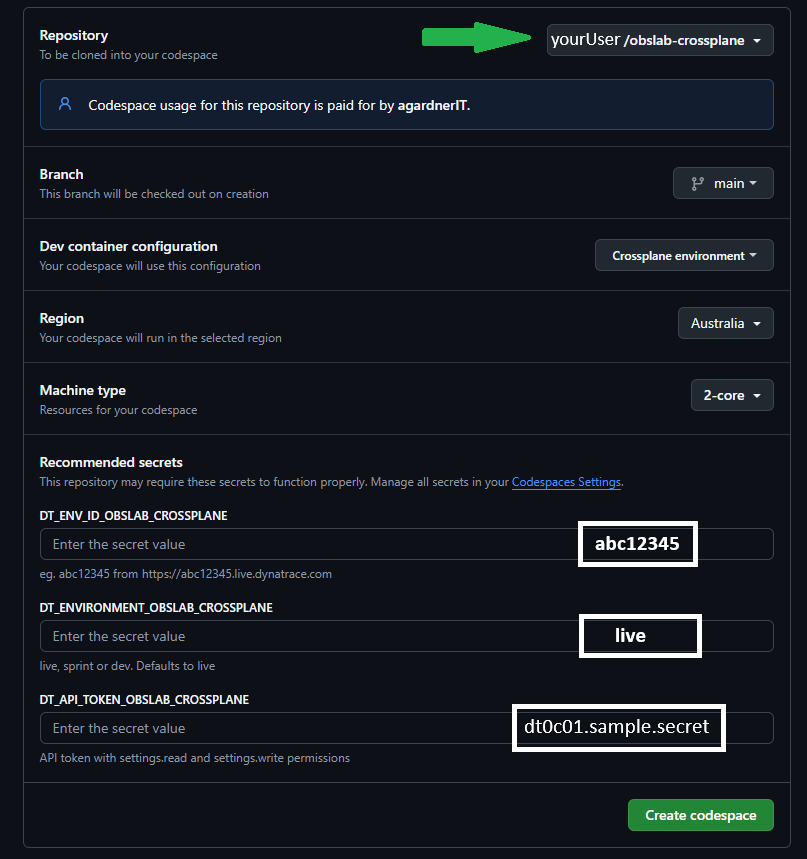 Repository
To be cloned into your codespace
yourUser /obslab-crossplane
Codespace usage for this repository is paid for by agardnerIT.
Branch
This branch will be checked out on creation
main
Dev container configuration
Your codespace will use this configuration
Crossplane environment
Region
Your codespace will run in the selected region
Australia
Machine type
Resources for your codespace
2-core
Recommended secrets
This repository may require these secrets to function properly. Manage all secrets in your Codespaces Settings.
DT_ENV_ID_OBSLAB_CROSSPLANE
Enter the secret value
abc12345
eg. abc12345 from https://abc12345.live.dynatrace.com
DT_ENVIRONMENT_OBSLAB_CROSSPLANE
Enter the secret value
live
live, sprint or dev. Defaults to live
DT_API_TOKEN_OBSLAB_CROSSPLANE
Enter the secret value
dt0c01.sample.secret
API token with settings.read and settings.write permissions
Create codespace